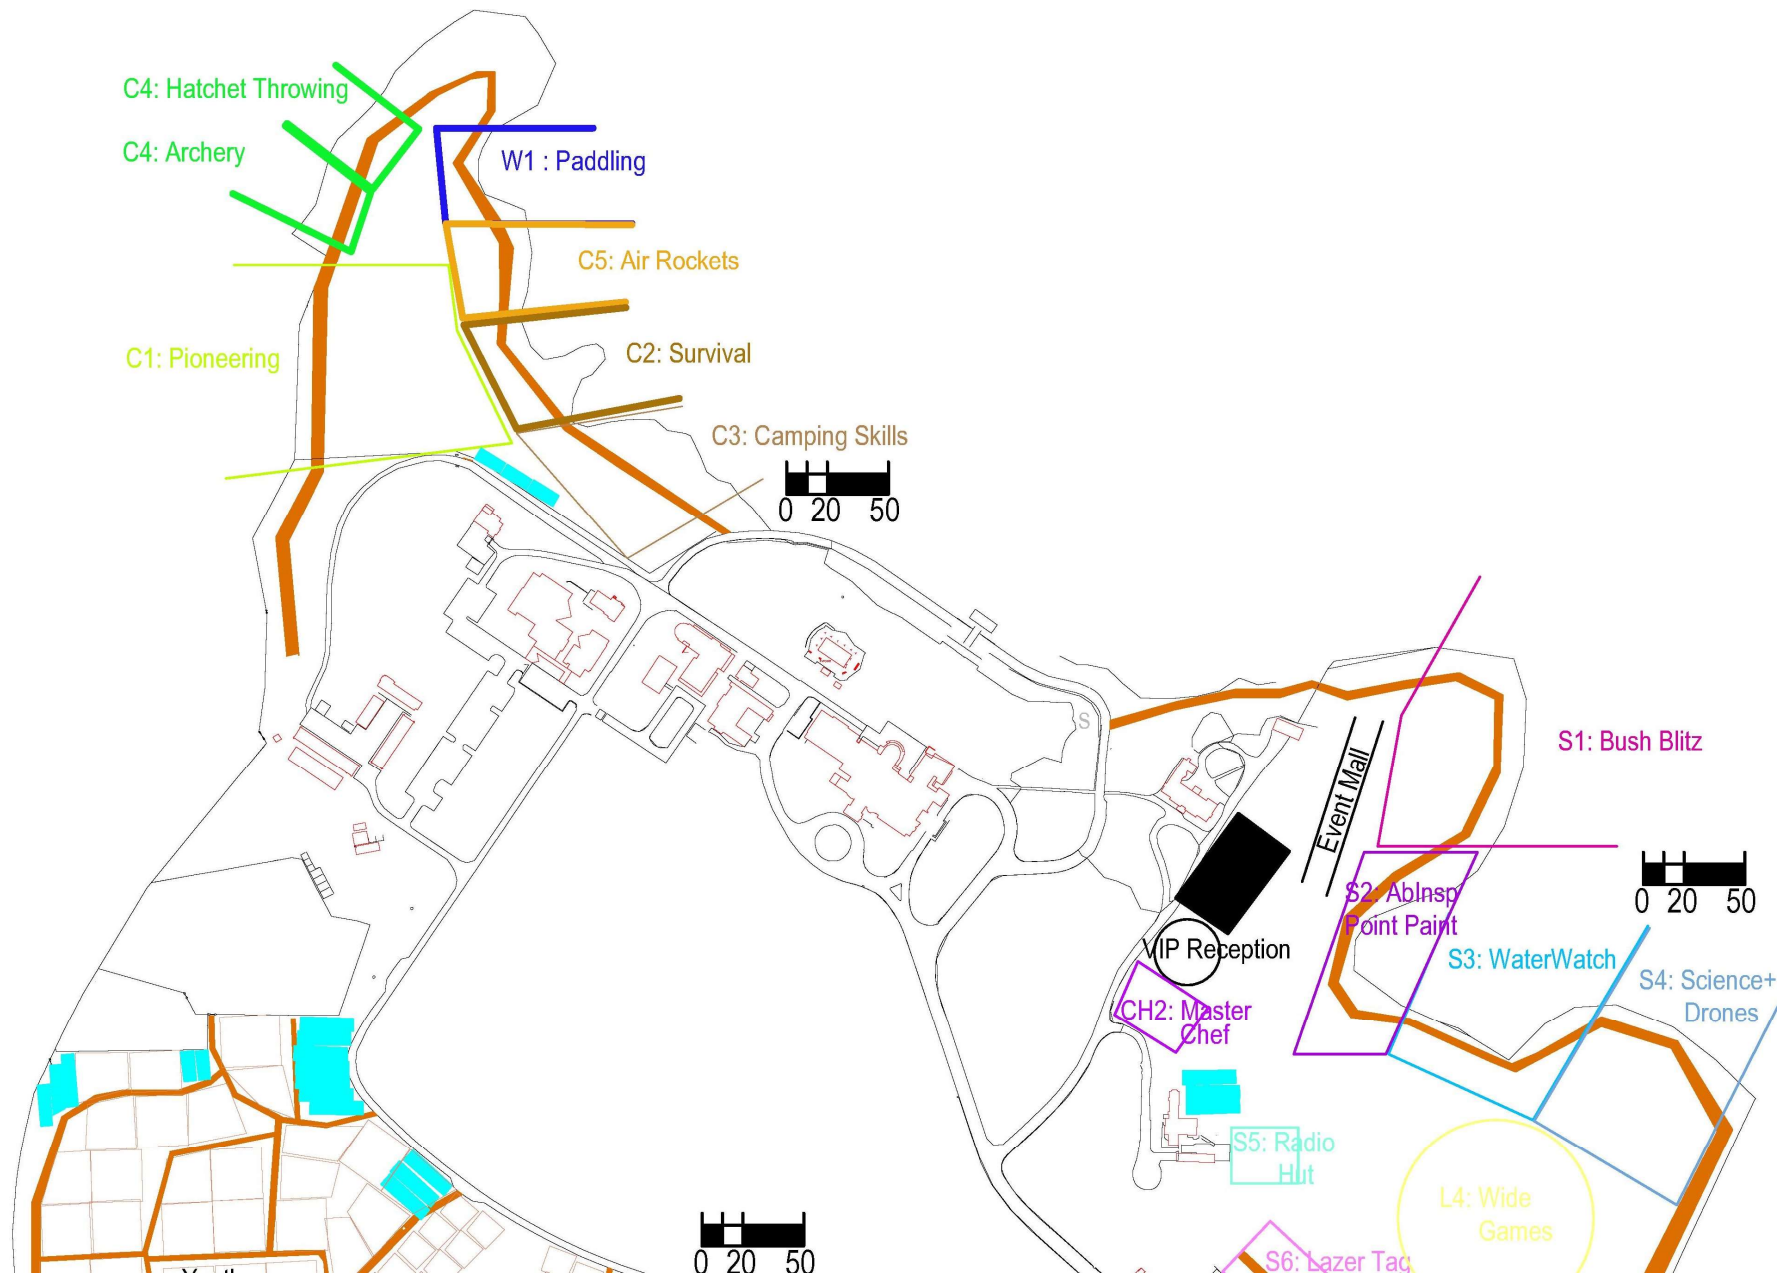 C4: Hatchet Throwing
C4: Archery
W1 : Paddling
C5: Air Rockets
C1: Pioneering
C2: Survival
C3: Camping Skills
0 20 50
S
S1: Bush Blitz
Event Mall
0 20 50
S2: AbInsp
Point Paint
VIP Reception
S3: WaterWatch
S4: Science+
Drones
CH2: Master
Chef
S5: Radio
Hut
L4: Wide
Games
0 20 50
S6: Lazer Tag